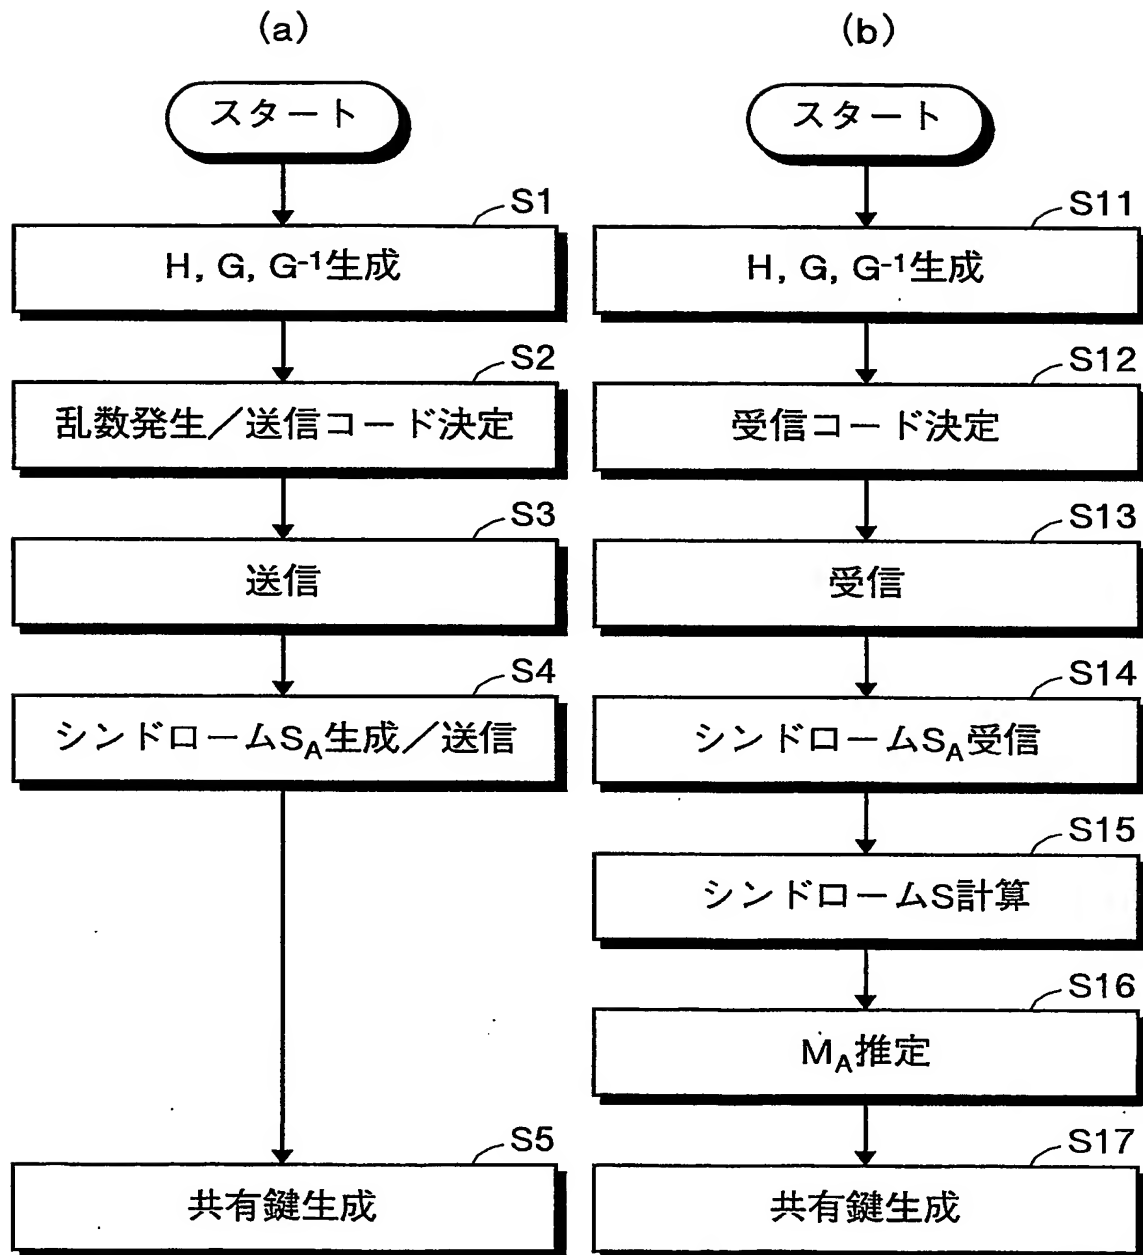 (a)
スタート
S1
H, G, G⁻¹生成
S2
乱数発生／送信コード決定
S3
送信
S4
シンドロームS_A生成／送信
S5
共有鍵生成
(b)
スタート
S11
H, G, G⁻¹生成
S12
受信コード決定
S13
受信
S14
シンドロームS_A受信
S15
シンドロームS計算
S16
M_A推定
S17
共有鍵生成